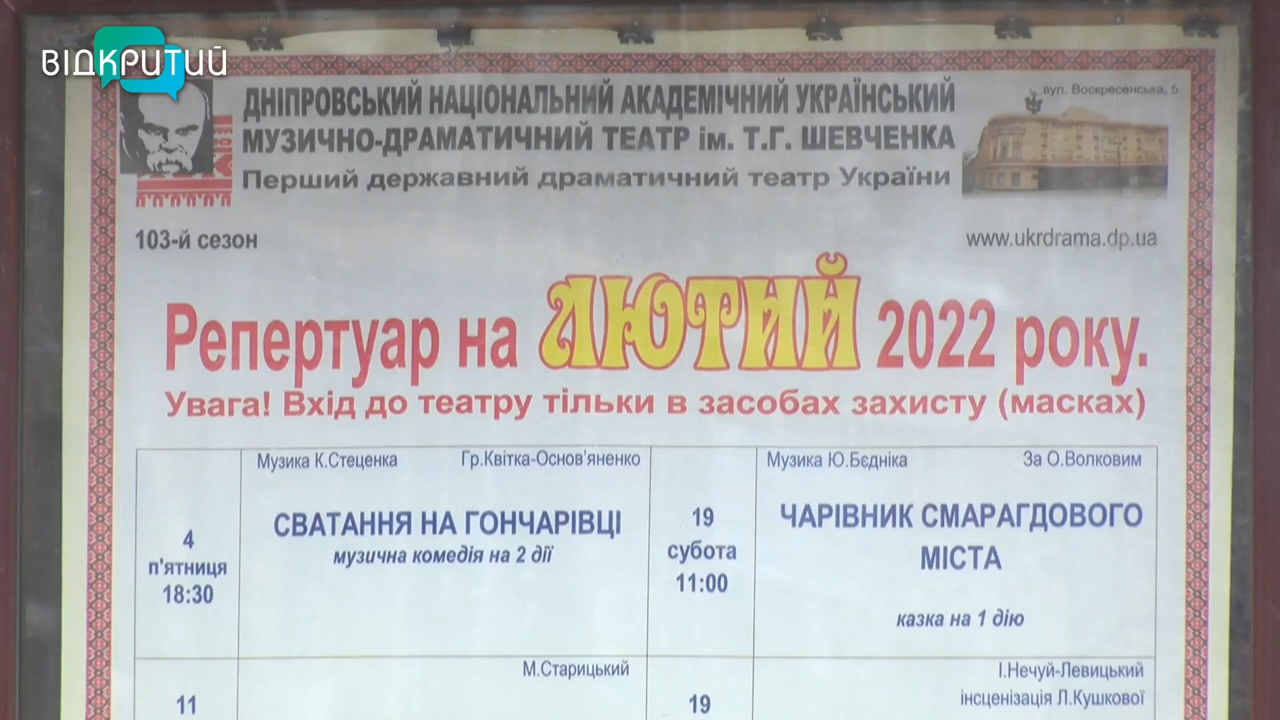 ВІДКРИТИЙ
ДНІПРОВСЬКИЙ НАЦІОНАЛЬНИЙ АКАДЕМІЧНИЙ УКРАЇНСЬКИЙ
МУЗИЧНО-ДРАМАТИЧНИЙ ТЕАТР ім. Т.Г. ШЕВЧЕНКА
Перший державний драматичний театр України
вул. Воскресенська, 5
103-й сезон
www.ukrdrama.dp.ua
Репертуар на ЛЮТИЙ 2022 року.
Увага! Вхід до театру тільки в засобах захисту (масках)
4
п'ятниця
18:30
Музика К.Стеценка Гр.Квітка-Основ'яненко
СВАТАННЯ НА ГОНЧАРІВЦІ
музична комедія на 2 дії
19
субота
11:00
Музика Ю.Бєдніка За О.Волковим
ЧАРІВНИК СМАРАГДОВОГО
МІСТА
казка на 1 дію
11
М.Старицький
19
І.Нечуй-Левицький
інсценізація Л.Кушкової